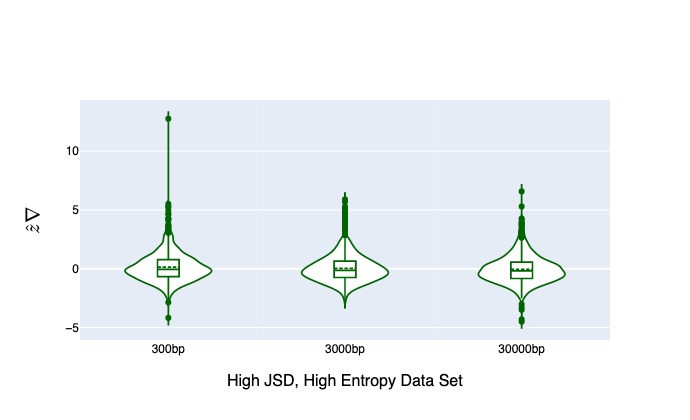 10
5
0
−5
∇ẑ
300bp
3000bp
30000bp
High JSD, High Entropy Data Set